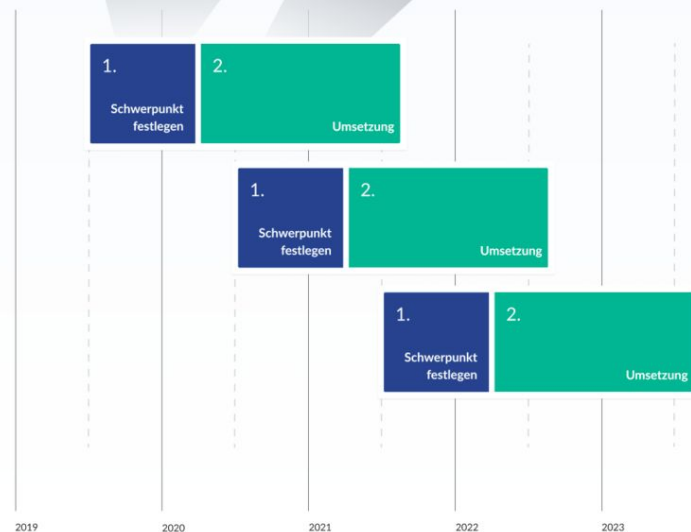 1.
Schwerpunkt
festlegen
2.
Umsetzung
1.
Schwerpunkt
festlegen
2.
Umsetzung
1.
Schwerpunkt
festlegen
2.
Umsetzung
2019 2020 2021 2022 2023